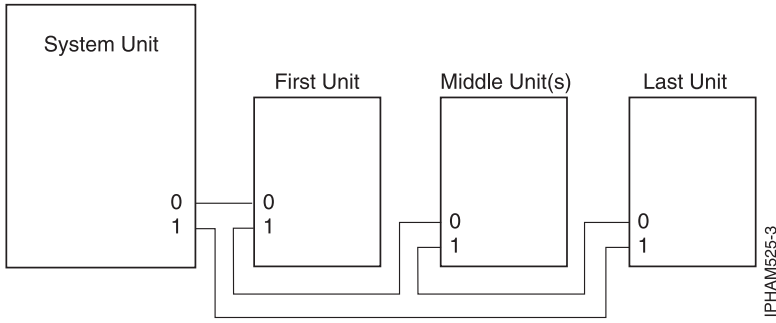 System Unit
First Unit
Middle Unit(s)
Last Unit
0
1
0
1
0
1
0
1
IPHAM525-3